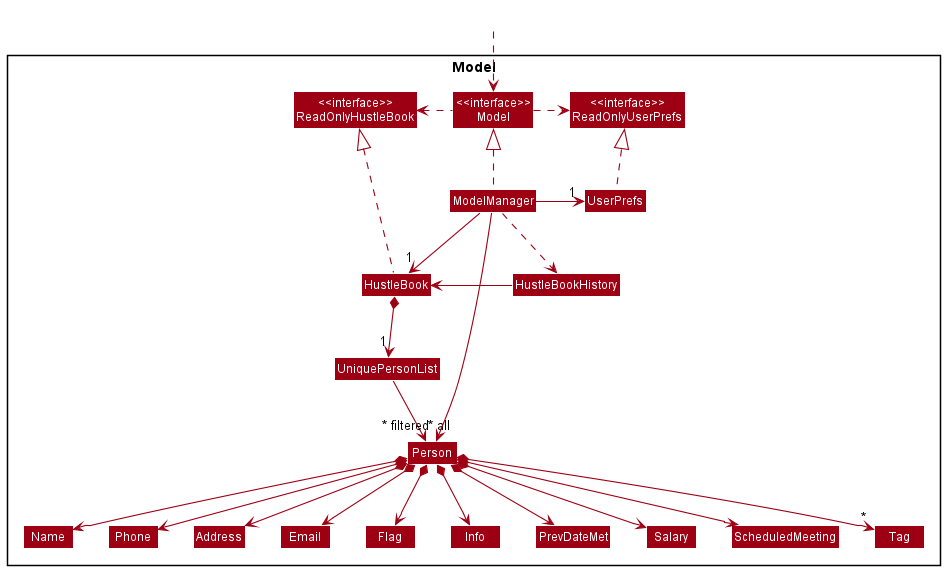 Model
<<interface>>
ReadOnlyHustleBook
<<interface>>
Model
<<interface>>
ReadOnlyUserPrefs
ModelManager
1
UserPrefs
1
HustleBook
HustleBookHistory
1
UniquePersonList
* filtered
* all
Person
Name
Phone
Address
Email
Flag
Info
PrevDateMet
Salary
ScheduledMeeting
*
Tag